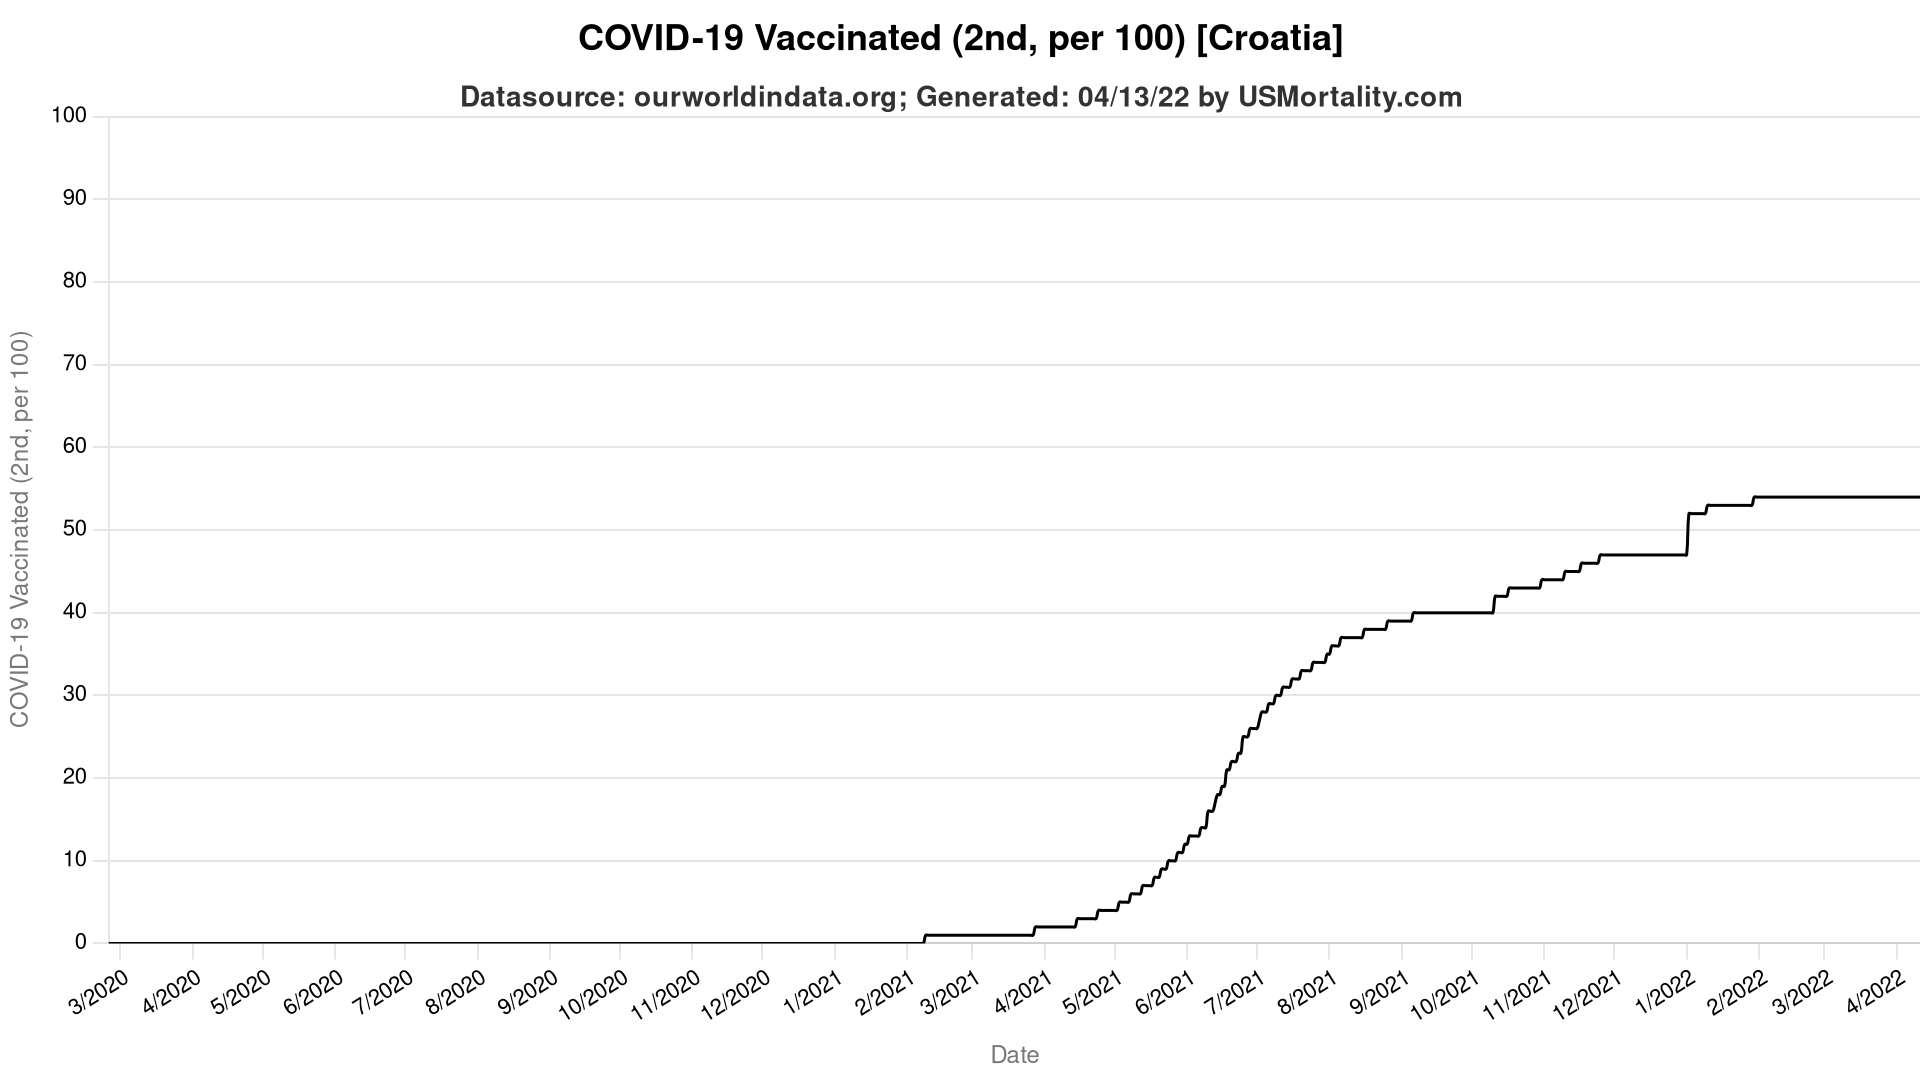 COVID-19 Vaccinated (2nd, per 100) [Croatia]
Datasource: ourworldindata.org; Generated: 04/13/22 by USMortality.com
COVID-19 Vaccinated (2nd, per 100)
100
90
80
70
60
50
40
30
20
10
0
3/2020 4/2020 5/2020 6/2020 7/2020 8/2020 9/2020 10/2020 11/2020 12/2020 1/2021 2/2021 3/2021 4/2021 5/2021 6/2021 7/2021 8/2021 9/2021 10/2021 11/2021 12/2021 1/2022 2/2022 3/2022 4/2022
Date